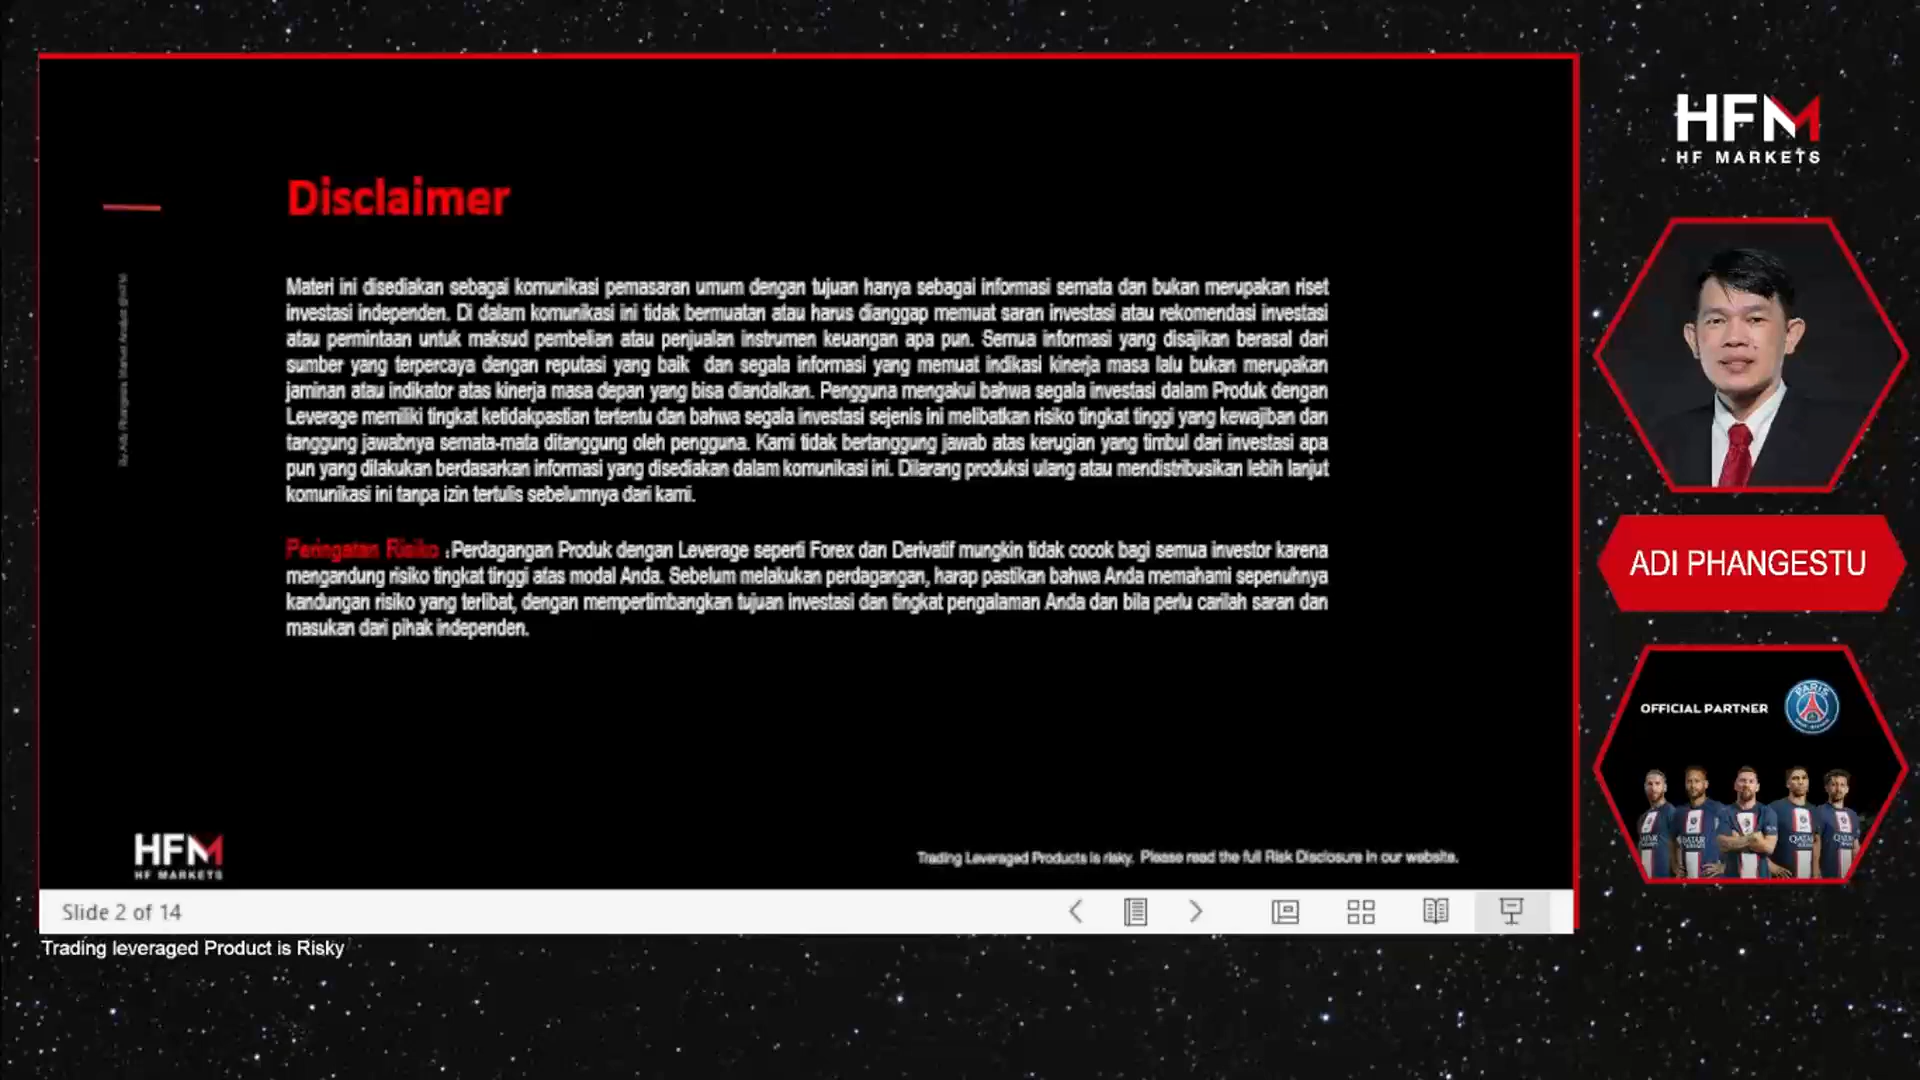 Disclaimer
Materi ini disediakan sebagai komunikasi pemasaran umum dengan tujuan hanya sebagai informasi semata dan bukan merupakan riset
investasi independen. Di dalam komunikasi ini tidak bermuatan atau harus dianggap memuat saran investasi atau rekomendasi investasi
atau permintaan untuk maksud pembelian atau penjualan instrumen keuangan apa pun. Semua informasi yang disajikan berasal dari
sumber yang terpercaya dengan reputasi yang baik dan segala informasi yang memuat indikasi kinerja masa lalu bukan merupakan
jaminan atau indikator atas kinerja masa depan yang bisa diandalkan. Pengguna mengakui bahwa segala investasi dalam Produk dengan
Leverage memiliki tingkat ketidakpastian tertentu dan bahwa segala investasi sejenis ini melibatkan risiko tingkat tinggi yang kewajiban dan
tanggung jawabnya semata-mata ditanggung oleh pengguna. Kami tidak bertanggung jawab atas kerugian yang timbul dari investasi apa
pun yang dilakukan berdasarkan informasi yang disediakan dalam komunikasi ini. Dilarang produksi ulang atau mendistribusikan lebih lanjut
komunikasi ini tanpa izin tertulis sebelumnya dari kami.
Peringatan Risiko : Perdagangan Produk dengan Leverage seperti Forex dan Derivatif mungkin tidak cocok bagi semua investor karena
mengandung risiko tingkat tinggi atas modal Anda. Sebelum melakukan perdagangan, harap pastikan bahwa Anda memahami sepenuhnya
kandungan risiko yang terlibat, dengan mempertimbangkan tujuan investasi dan tingkat pengalaman Anda dan bila perlu carilah saran dan
masukan dari pihak independen.
HFM
HF MARKETS
Trading Leveraged Products is risky. Please read the full Risk Disclosure in our website.
Slide 2 of 14
Trading leveraged Product is Risky
HFM
HF MARKETS
ADI PHANGESTU
OFFICIAL PARTNER
PARIS